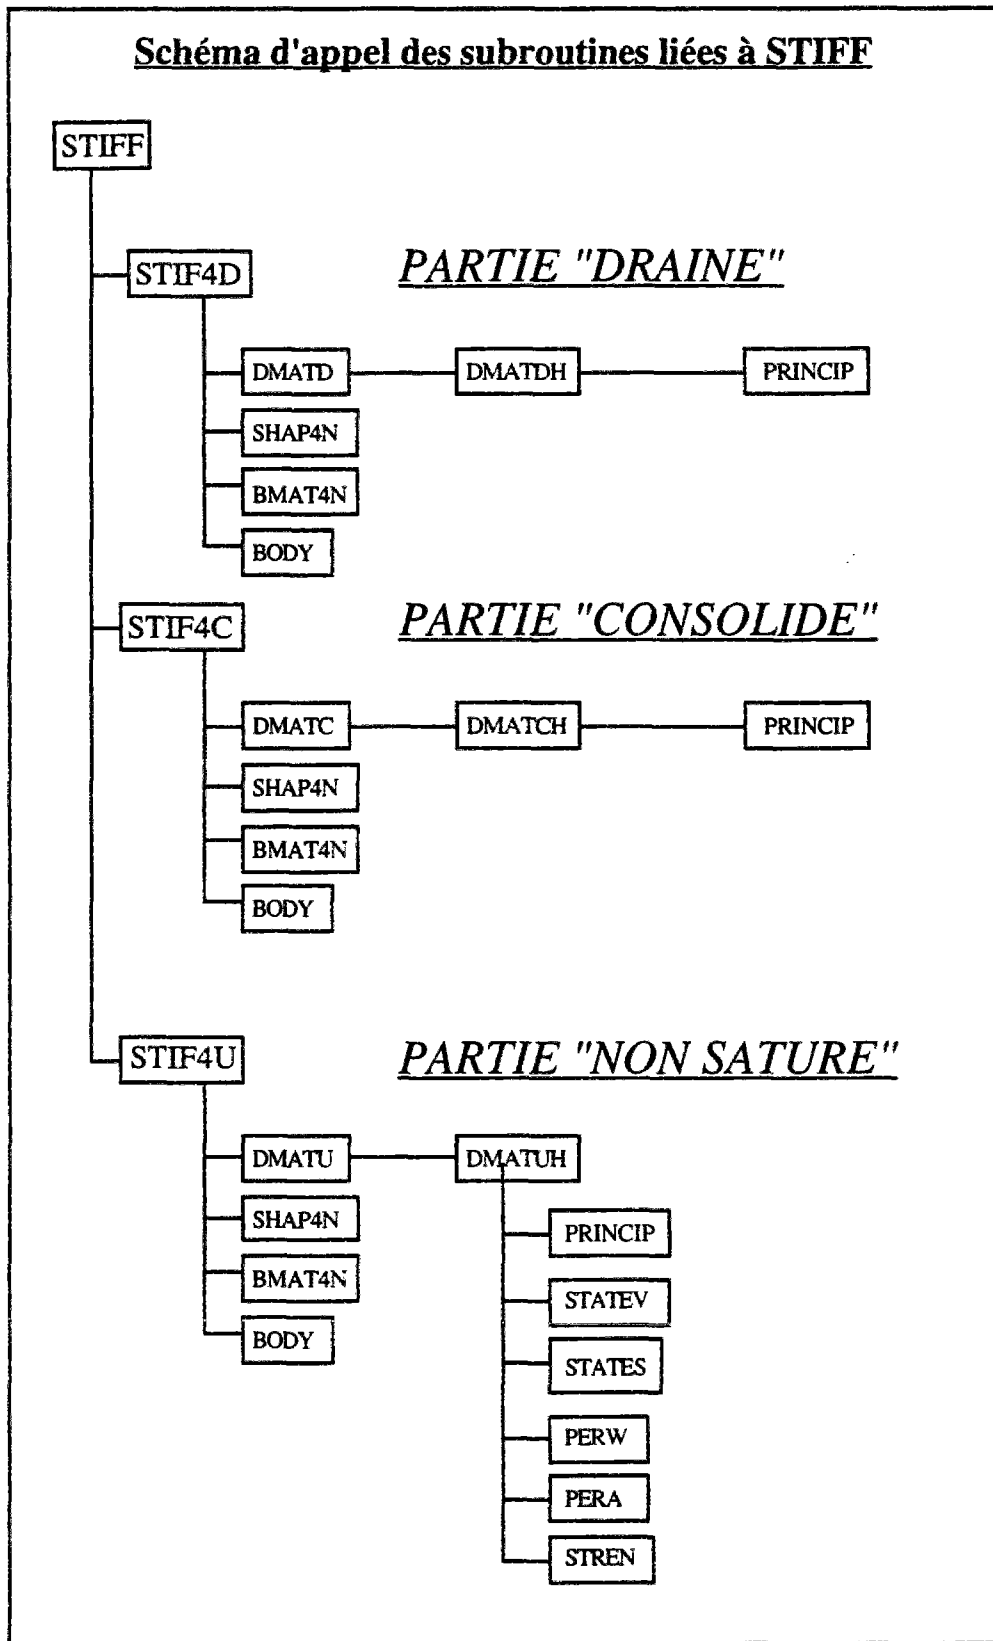 Schéma d'appel des subroutines liées à STIFF
STIFF
STIF4D
PARTIE "DRAINE"
DMATD
DMATDH
PRINCIP
SHAP4N
BMAT4N
BODY
STIF4C
PARTIE "CONSOLIDE"
DMATC
DMATCH
PRINCIP
SHAP4N
BMAT4N
BODY
STIF4U
PARTIE "NON SATURE"
DMATU
DMATUH
SHAP4N
PRINCIP
BMAT4N
STATEV
BODY
STATES
PERW
PERA
STREN